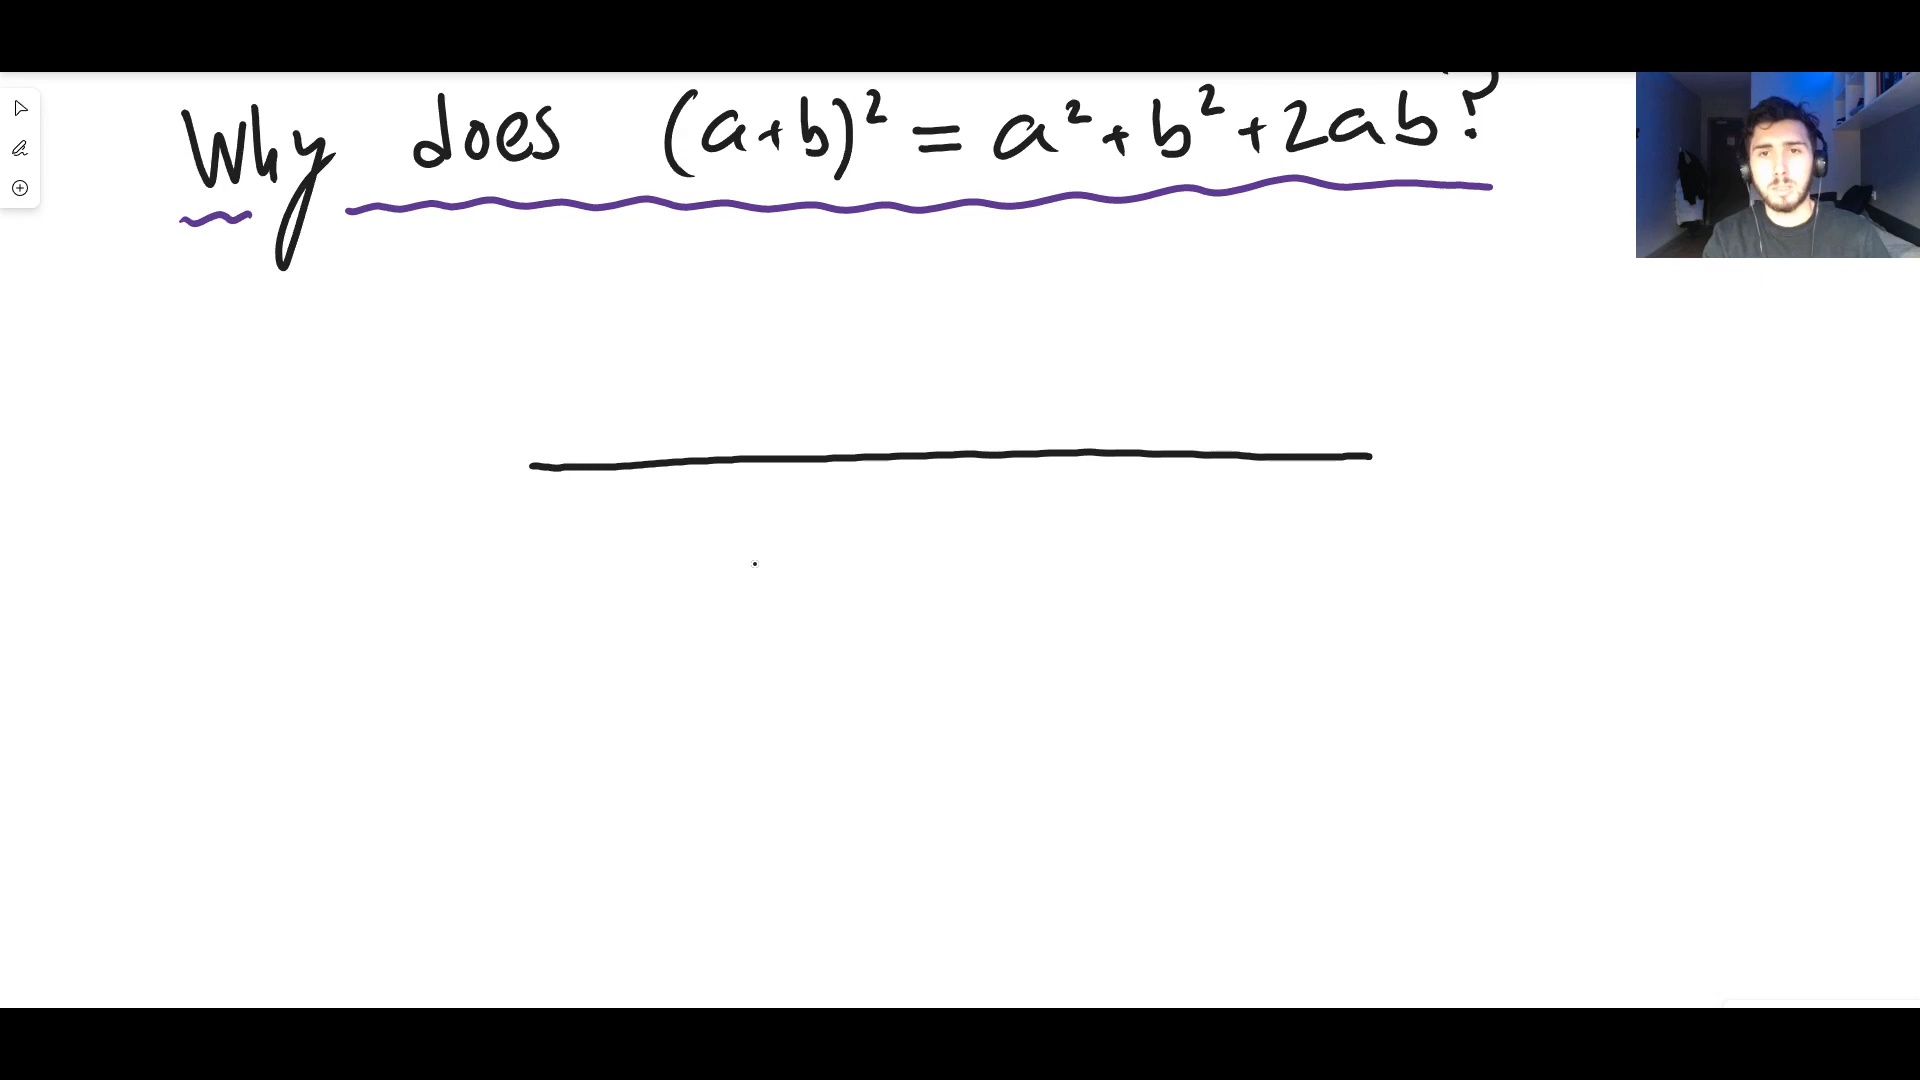 Why does (a+b)² = a²+b²+2ab?